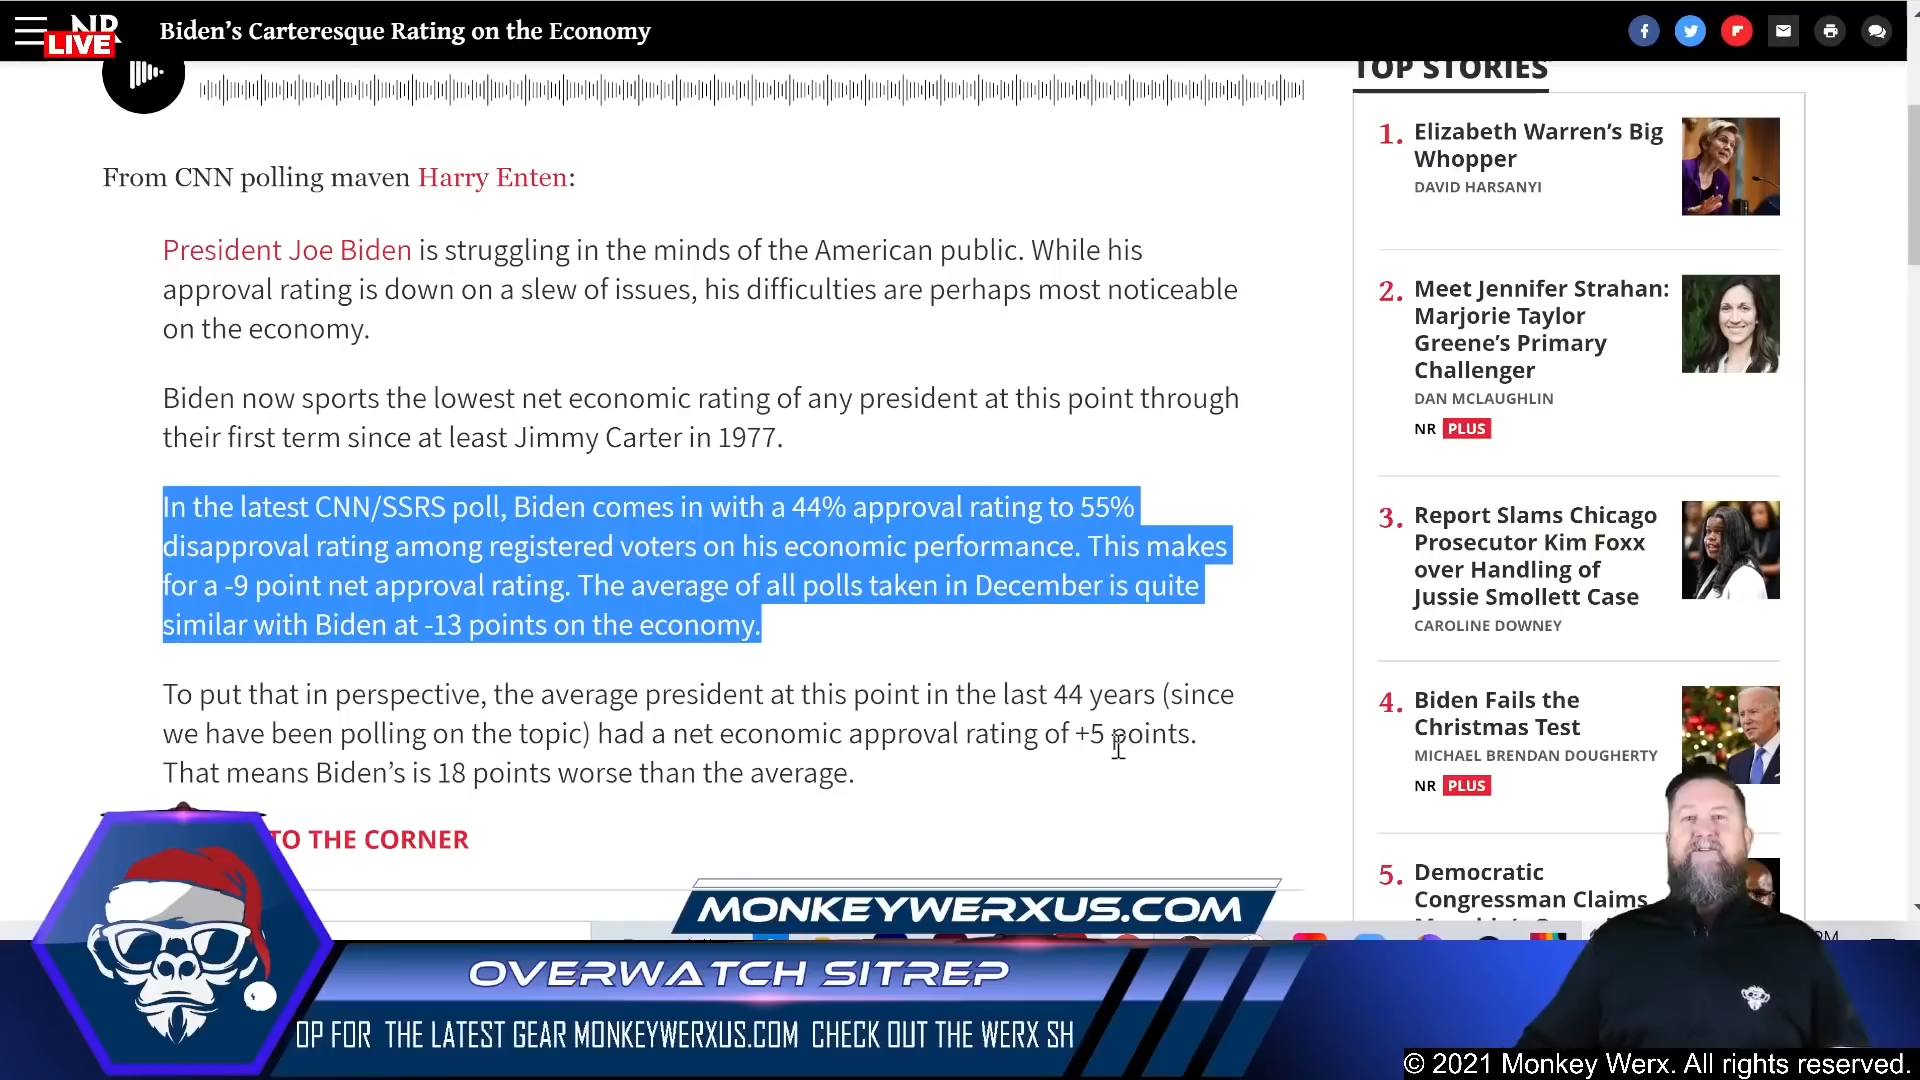 NR
LIVE
Biden’s Carteresque Rating on the Economy
From CNN polling maven Harry Enten:
President Joe Biden is struggling in the minds of the American public. While his
approval rating is down on a slew of issues, his difficulties are perhaps most noticeable
on the economy.
Biden now sports the lowest net economic rating of any president at this point through
their first term since at least Jimmy Carter in 1977.
In the latest CNN/SSRS poll, Biden comes in with a 44% approval rating to 55%
disapproval rating among registered voters on his economic performance. This makes
for a -9 point net approval rating. The average of all polls taken in December is quite
similar with Biden at -13 points on the economy.
To put that in perspective, the average president at this point in the last 44 years (since
we have been polling on the topic) had a net economic approval rating of +5 points.
That means Biden’s is 18 points worse than the average.
TO THE CORNER
TOP STORIES
1. Elizabeth Warren’s Big
Whopper
DAVID HARSANYI
2. Meet Jennifer Strahan:
Marjorie Taylor
Greene’s Primary
Challenger
DAN MCLAUGHLIN
NR PLUS
3. Report Slams Chicago
Prosecutor Kim Foxx
over Handling of
Jussie Smollett Case
CAROLINE DOWNEY
4. Biden Fails the
Christmas Test
MICHAEL BRENDAN DOUGHERTY
NR PLUS
5. Democratic
Congressman Claims
MONKEYWERXUS.COM
OVERWATCH SITREP
OP FOR THE LATEST GEAR MONKEYWERXUS.COM CHECK OUT THE WERX SH
© 2021 Monkey Werx. All rights reserved.